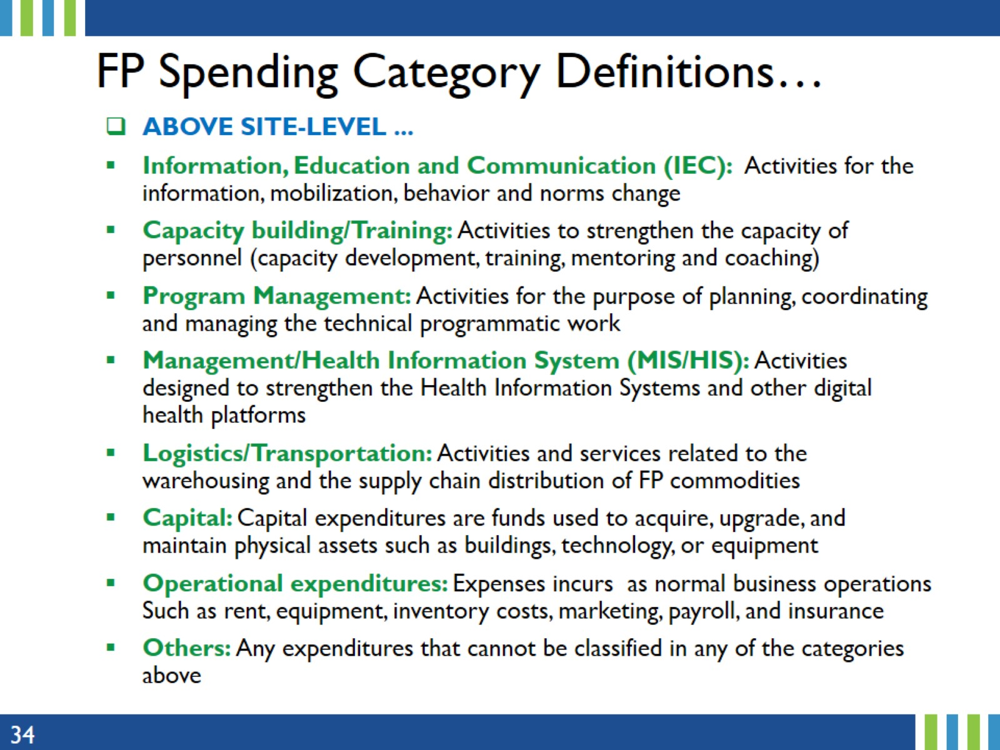 FP Spending Category Definitions...
ABOVE SITE-LEVEL ...
Information, Education and Communication (IEC): Activities for the
information, mobilization, behavior and norms change
Capacity building/Training: Activities to strengthen the capacity of
personnel (capacity development, training, mentoring and coaching)
Program Management: Activities for the purpose of planning, coordinating
and managing the technical programmatic work
Management/Health Information System (MIS/HIS): Activities
designed to strengthen the Health Information Systems and other digital
health platforms
Logistics/Transportation: Activities and services related to the
warehousing and the supply chain distribution of FP commodities
Capital: Capital expenditures are funds used to acquire, upgrade, and
maintain physical assets such as buildings, technology, or equipment
Operational expenditures: Expenses incurs as normal business operations
Such as rent, equipment, inventory costs, marketing, payroll, and insurance
Others: Any expenditures that cannot be classified in any of the categories
above
34